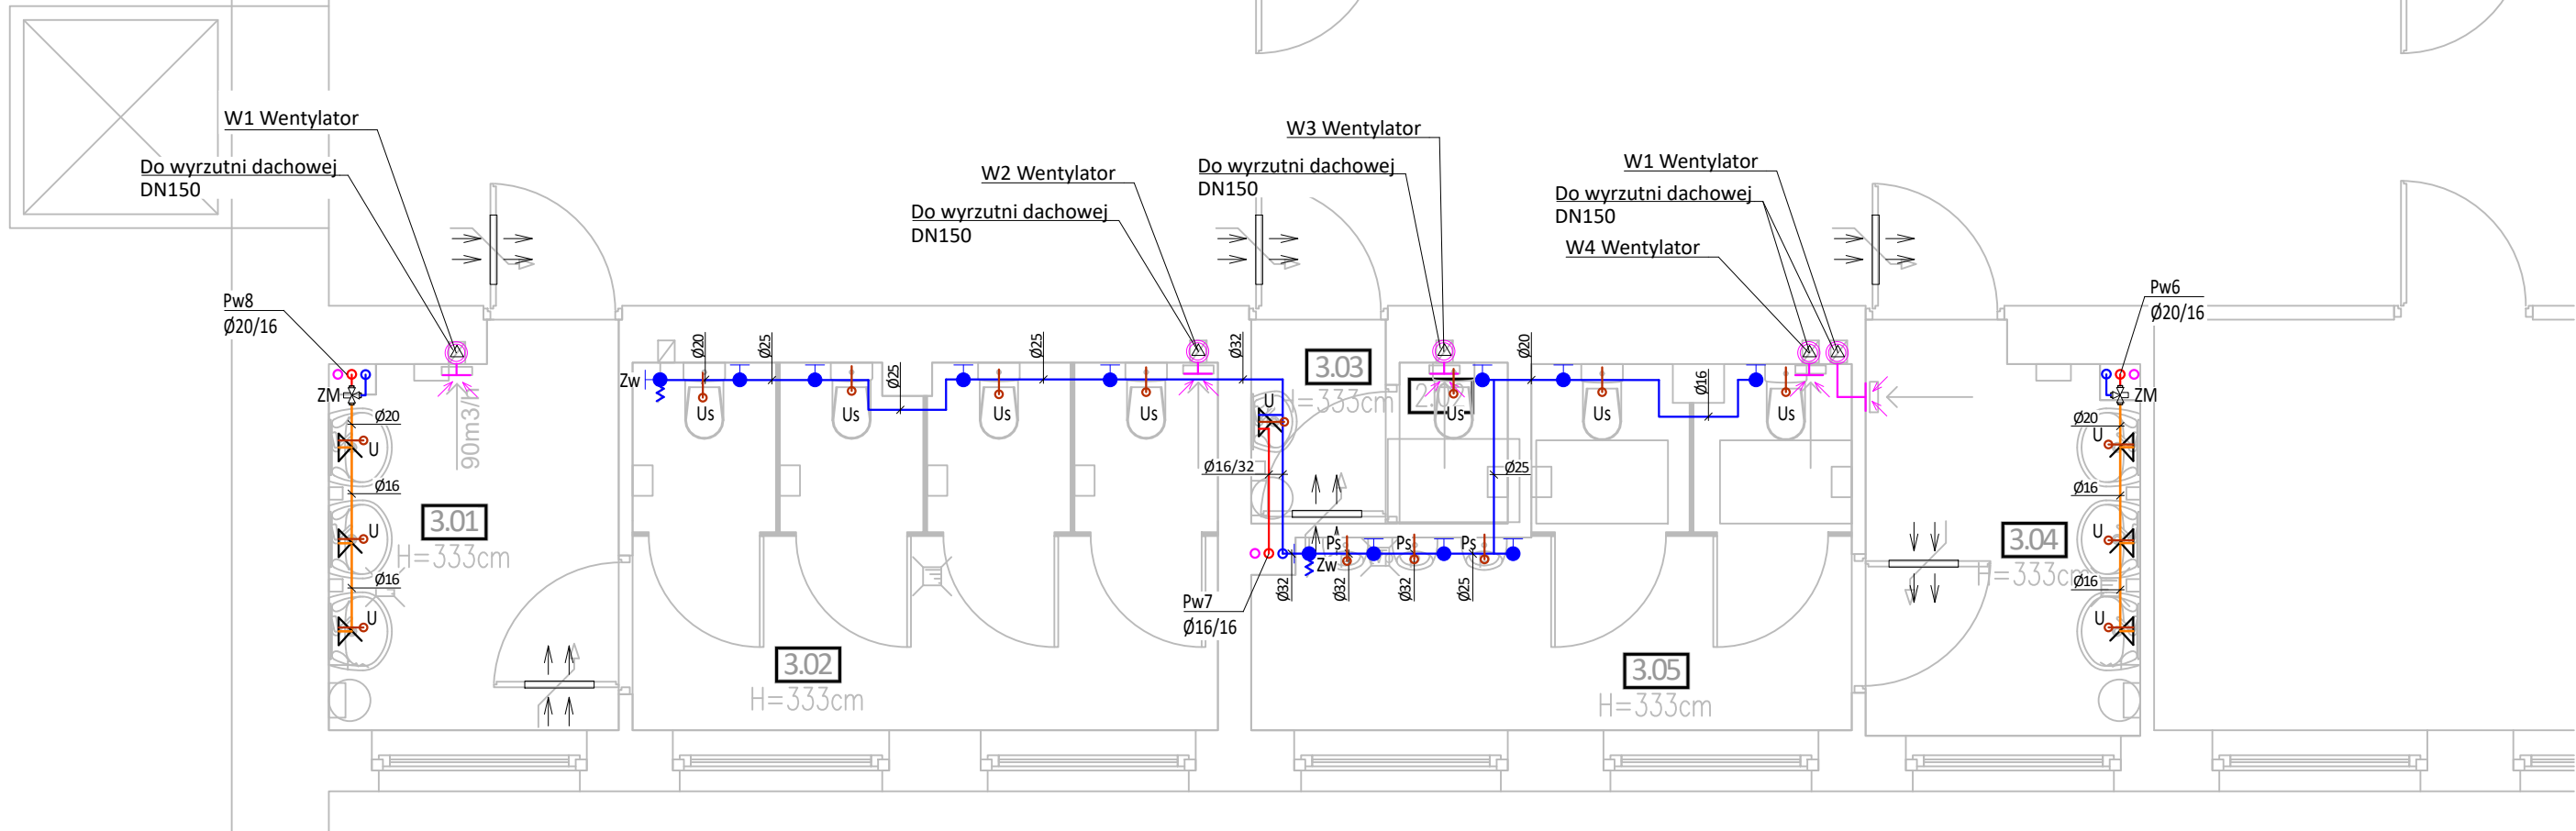 W1 Wentylator
Do wyrzutni dachowej
DN150
W2 Wentylator
Do wyrzutni dachowej
DN150
W3 Wentylator
Do wyrzutni dachowej
DN150
W1 Wentylator
Do wyrzutni dachowej
DN150
W4 Wentylator
Pw8
Ø20/16
Pw6
Ø20/16
ZM
Ø20
U
Ø16
U
Ø16
U
90m3/
3.01
H=333cm
Zw
Ø20
Ø25
Ø25
Ø25
Ø32
Us
Us
Us
Us
3.02
H=333cm
3.03
H=333cm
U
Ø16/32
Pw7
Ø16/16
Us
Ø20
Ø25
Us
Ø16
Us
Ps
Ps
Ps
Zw
Ø32
Ø32
Ø32
Ø25
3.05
H=333cm
3.04
H=333cm
ZM
Ø20
U
Ø16
U
Ø16
U